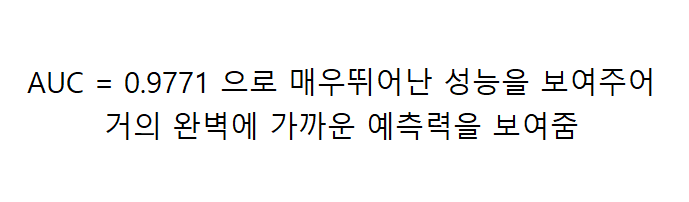 AUC = 0.9771 으로 매우뛰어난 성능을 보여주어
거의 완벽에 가까운 예측력을 보여줌